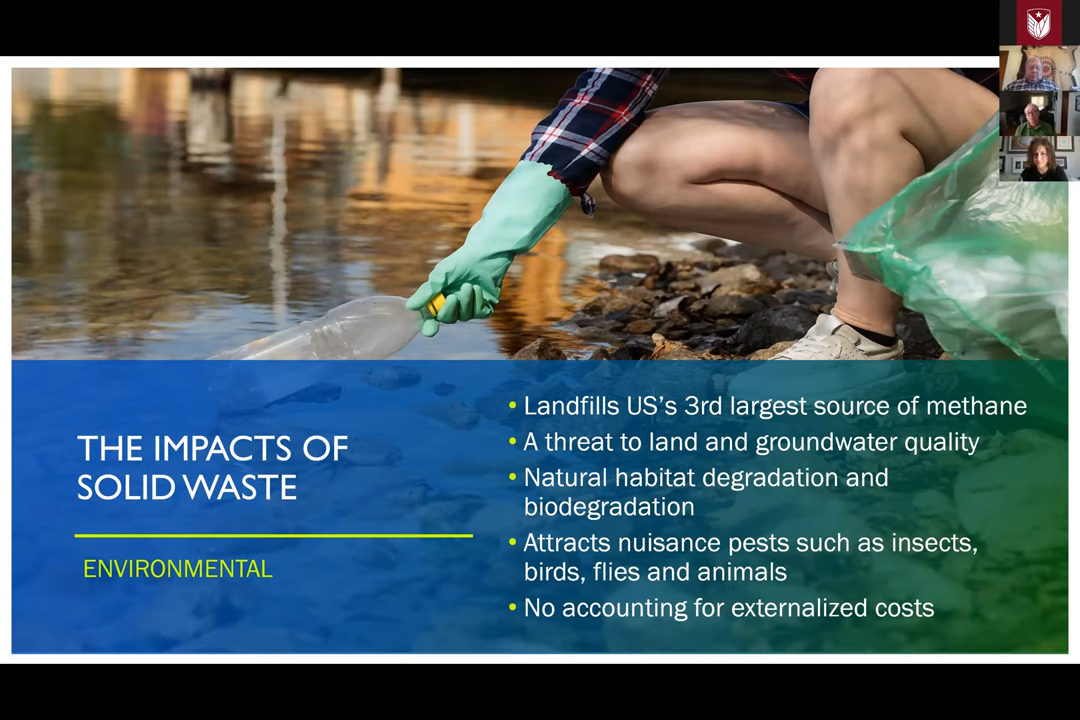 THE IMPACTS OF
SOLID WASTE
ENVIRONMENTAL
• Landfills US’s 3rd largest source of methane
• A threat to land and groundwater quality
• Natural habitat degradation and
biodegradation
• Attracts nuisance pests such as insects,
birds, flies and animals
• No accounting for externalized costs